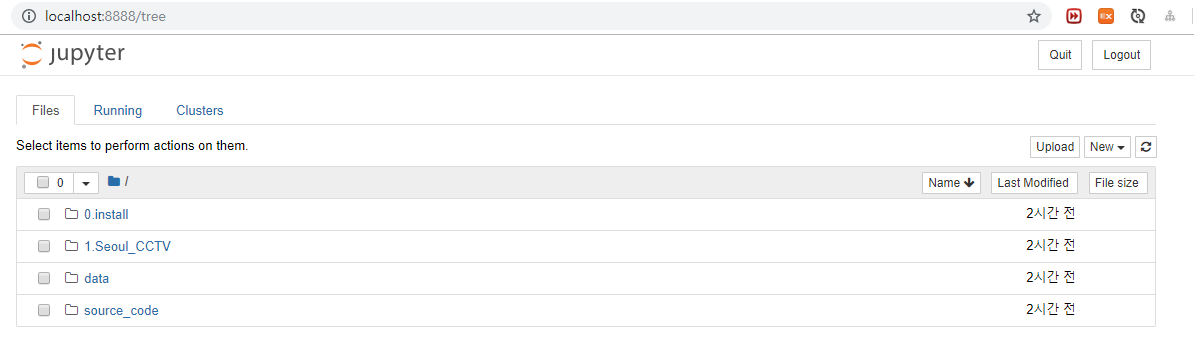 localhost:8888/tree
EX
jupyter
Quit Logout
Files Running Clusters
Select items to perform actions on them.
Upload New
0 / Name Last Modified File size
0.install 2시간 전
1.Seoul_CCTV 2시간 전
data 2시간 전
source_code 2시간 전